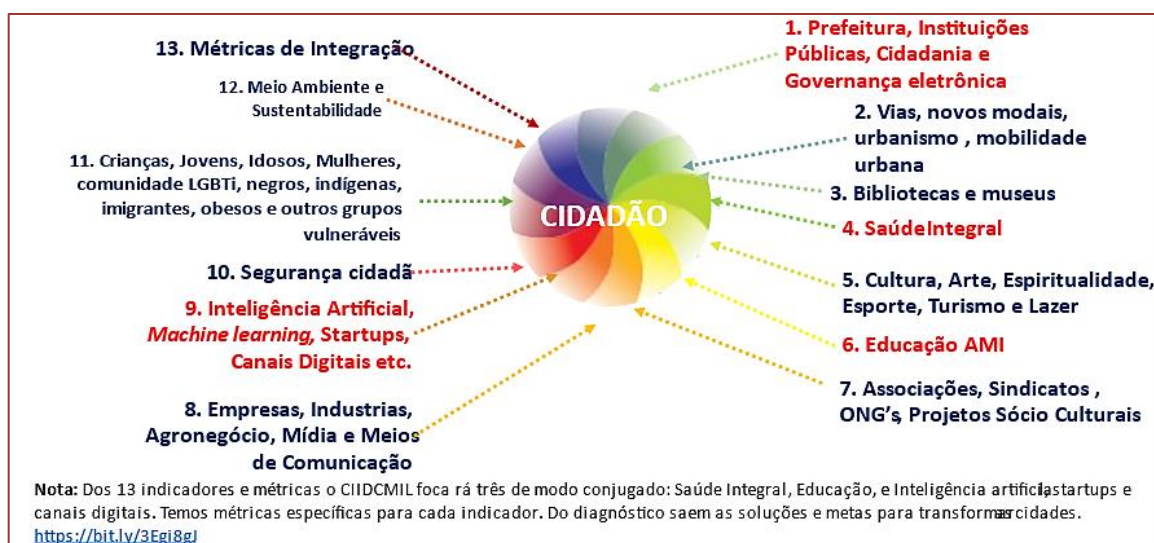 1. Prefeitura, Instituições
Públicas, Cidadania e
Governança eletrônica
2. Vias, novos modais,
urbanismo , mobilidade
urbana
3. Bibliotecas e museus
4. SaúdeIntegral
5. Cultura, Arte, Espiritualidade,
Esporte, Turismo e Lazer
6. Educação AMI
7. Associações, Sindicatos ,
ONG's, Projetos Sócio Culturais
8. Empresas, Industrias,
Agronegócio, Mídia e Meios
de Comunicação
9. Inteligência Artificial,
Machine learning, Startups,
Canais Digitais etc.
10. Segurança cidadã
11. Crianças, Jovens, Idosos, Mulheres,
comunidade LGBTi, negros, indígenas,
imigrantes, obesos e outros grupos
vulneráveis
12. Meio Ambiente e
Sustentabilidade
13. Métricas de Integração
CIDADÃO
Nota: Dos 13 indicadores e métricas o CIIDCMIL foca rá três de modo conjugado: Saúde Integral, Educação, e Inteligência startups e
canais digitais. Temos métricas específicas para cada indicador. Do diagnóstico saem as soluções e metas para cidades.
https://bit.ly/3Egi8gJ